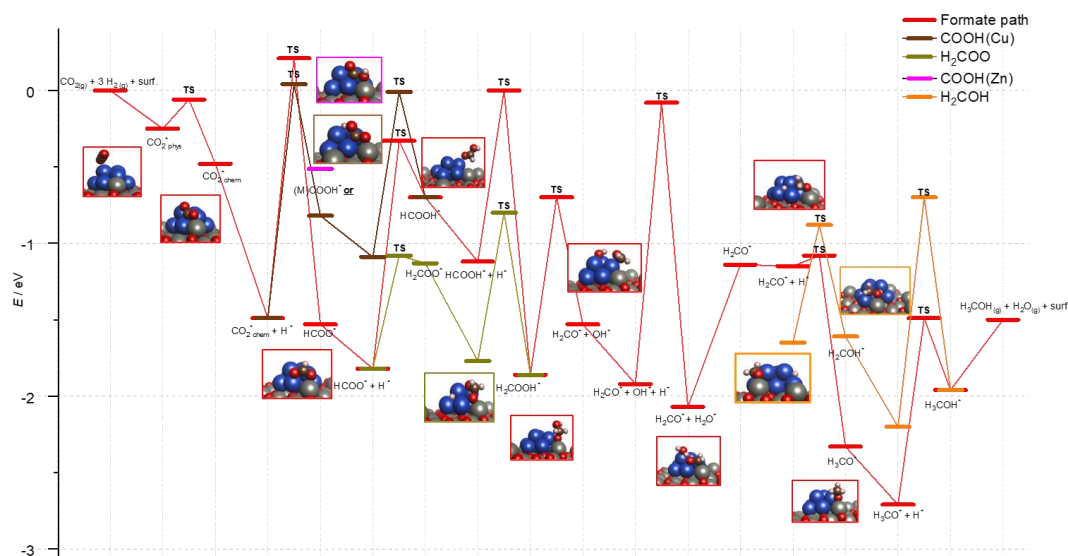 Formate path
COOH(Cu)
H₂COO
COOH(Zn)
H₂COH
E / eV
0
-1
-2
-3
CO₂(g) + 3 H₂ (g) + surf.
CO₂* phys
TS
CO₂* chem
CO₂* chem + H*
TS
TS
(M)COOH* or
HCOO*
HCOO* + H*
TS
TS
TS
HCOOH*
H₂COO*
HCOOH* + H*
TS
TS
H₂COOH*
TS
H₂CO* + OH*
H₂CO* + OH* + H*
TS
H₂CO* + H₂O*
H₂CO*
H₂CO* + H*
TS
TS
H₂COH*
H₃CO*
H₃CO* + H*
TS
TS
H₃COH*
H₃COH(g) + H₂O(g) + surf